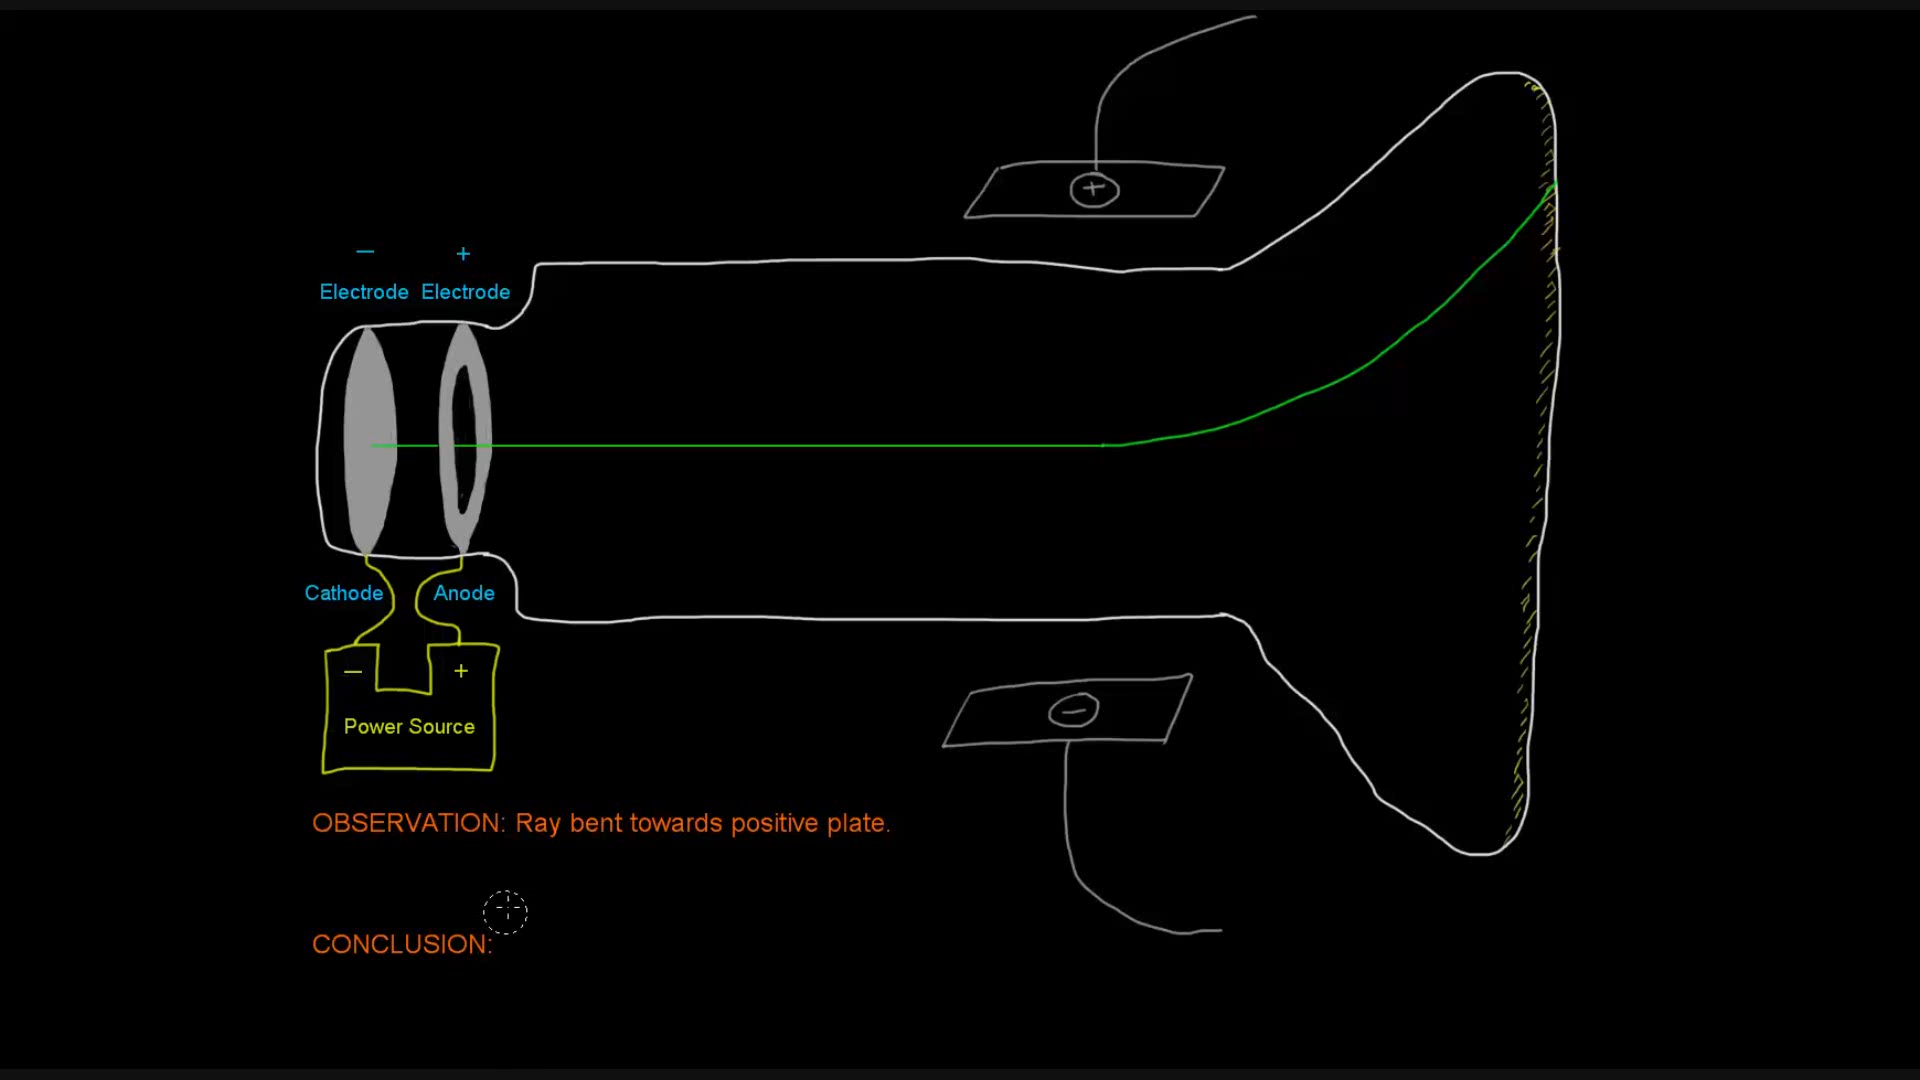 +
— +
Electrode Electrode
Cathode Anode
— +
Power Source
—
OBSERVATION: Ray bent towards positive plate.
CONCLUSION: